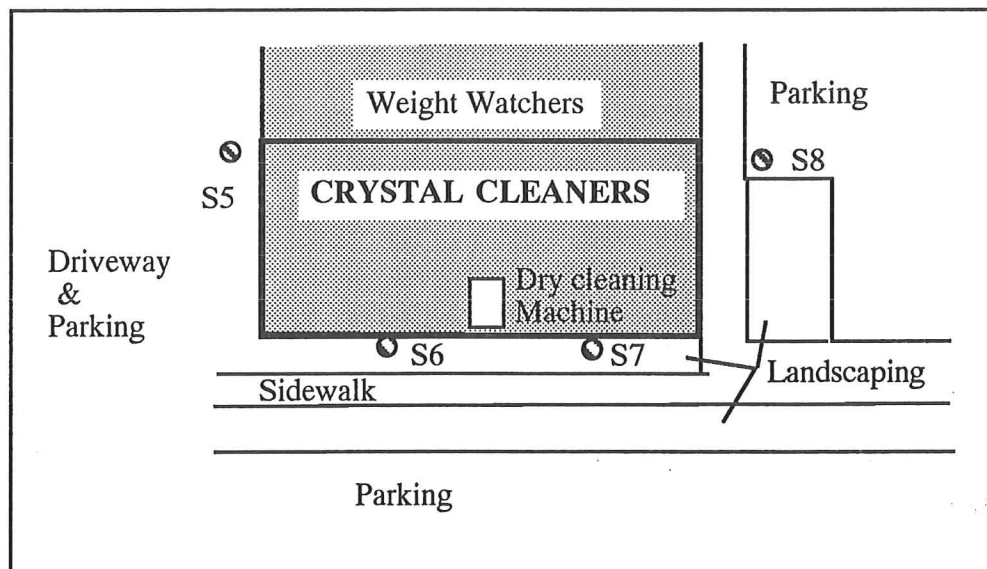 Weight Watchers
Parking
S8
S5
CRYSTAL CLEANERS
Driveway
&
Parking
Dry cleaning
Machine
S6
S7
Landscaping
Sidewalk
Parking